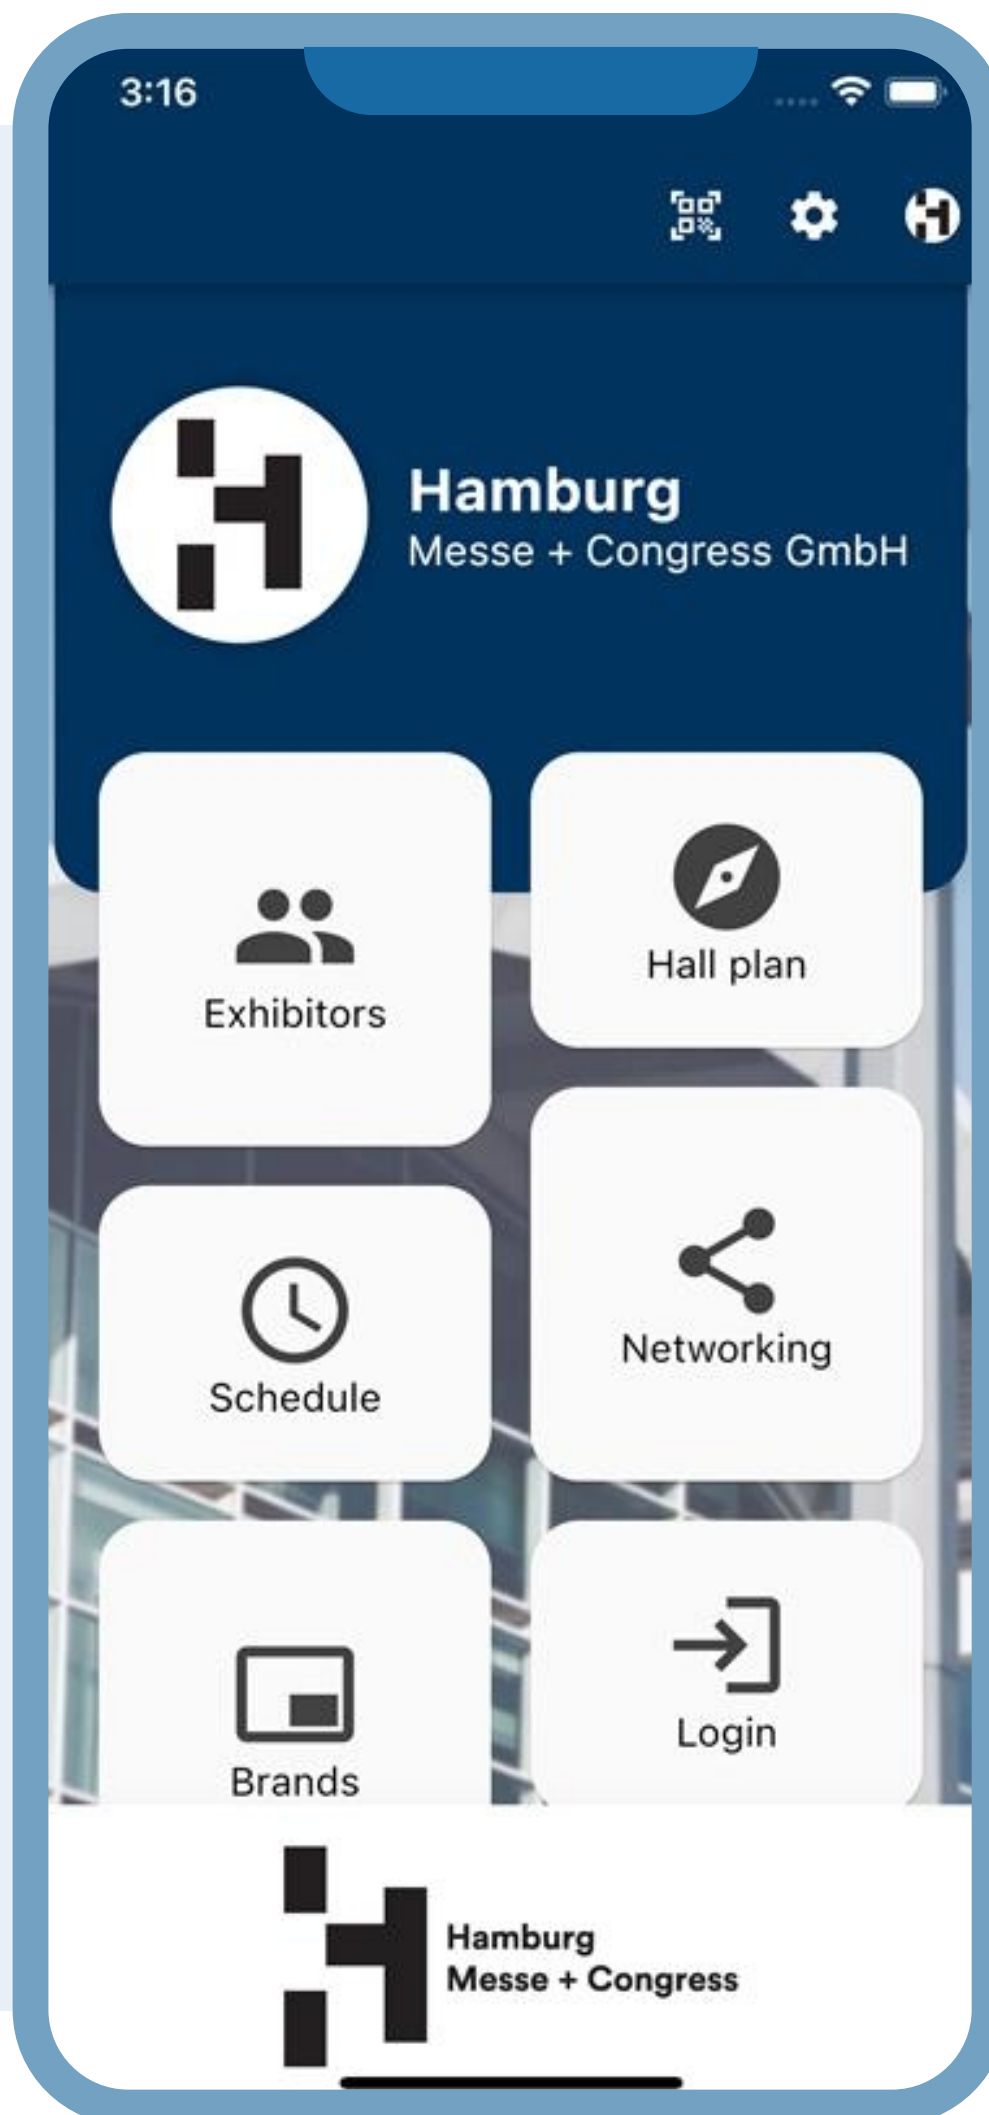 3:16
Hamburg
Messe + Congress GmbH
Exhibitors
Hall plan
Schedule
Networking
Brands
Login
Hamburg
Messe + Congress